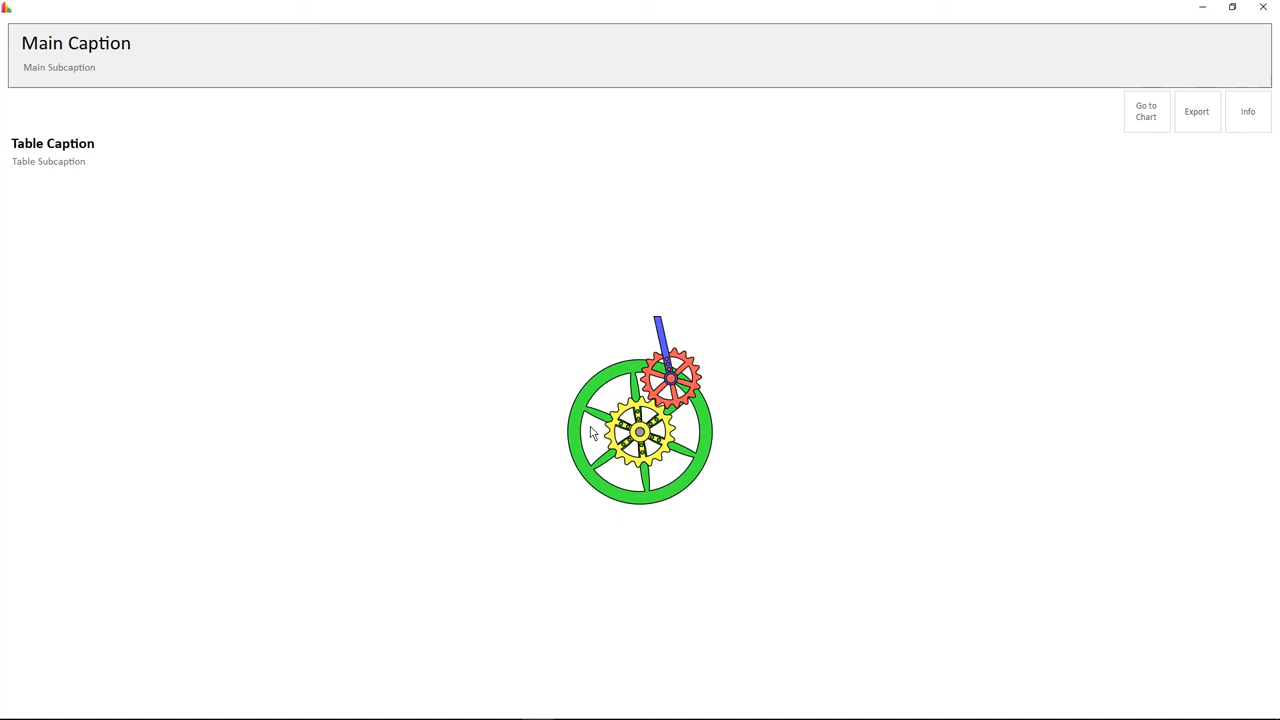 Main Caption
Main Subcaption
Go to
Chart
Export
Info
Table Caption
Table Subcaption